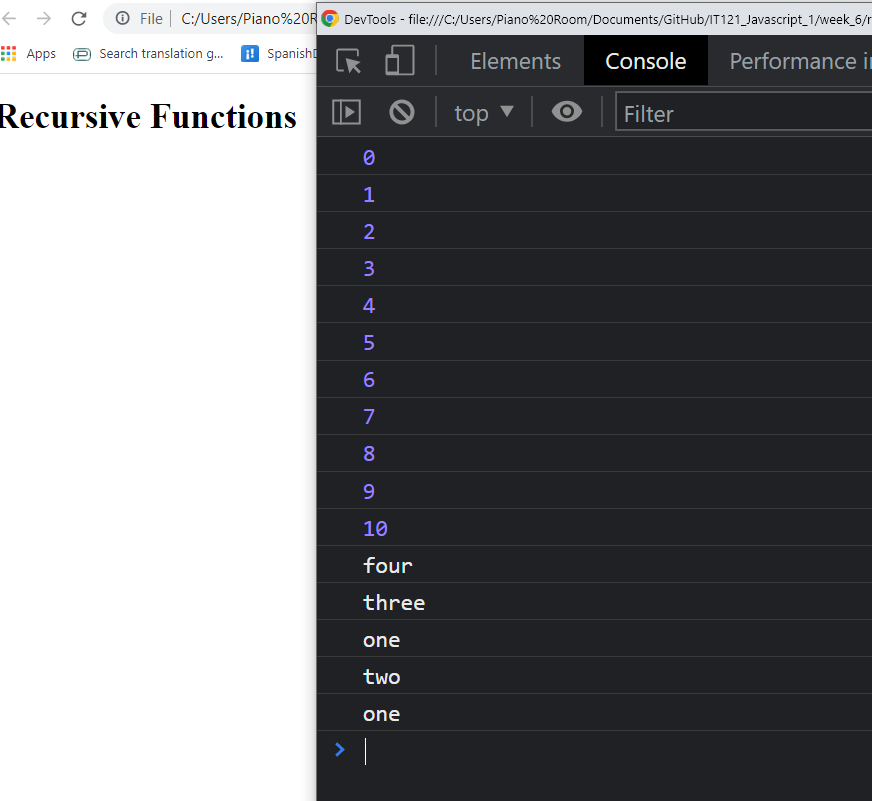 File | C:/Users/Piano%20R
Apps Search translation g... SpanishD
Recursive Functions
DevTools - file:///C:/Users/Piano%20Room/Documents/GitHub/IT121_Javascript_1/week_6/r
Elements Console Performance in
top Filter
0
1
2
3
4
5
6
7
8
9
10
four
three
one
two
one